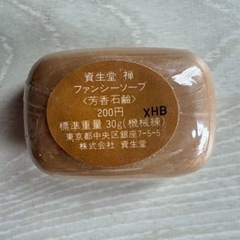 資生堂 禅
ファンシーソープ
〈芳香石鹸〉
200円
XHB
標準重量 30g(機械練)
東京都中央区銀座7-5-5
株式会社 資生堂